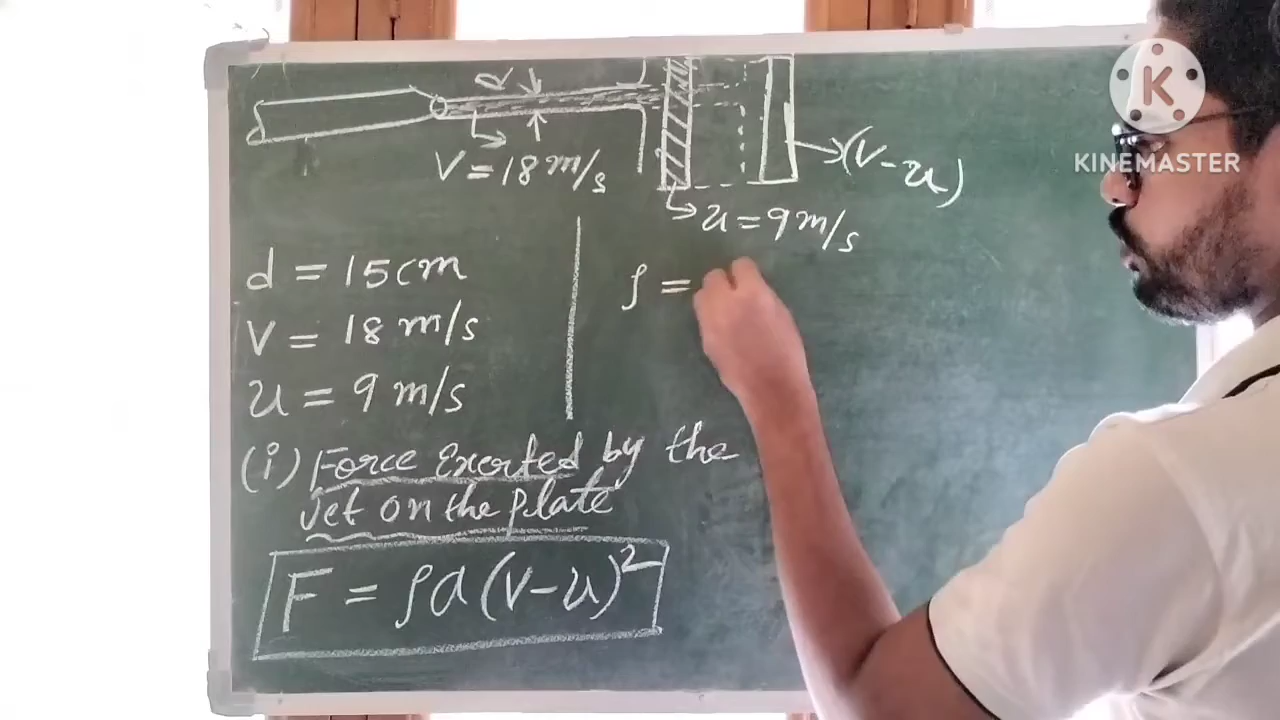 d
V = 18 m/s
(V-u)
u = 9 m/s
d = 15 cm
V = 18 m/s
u = 9 m/s
ρ =
(i) Force Exerted by the
Jet on the plate
F = ρa(V-u)²
K
KINEMASTER